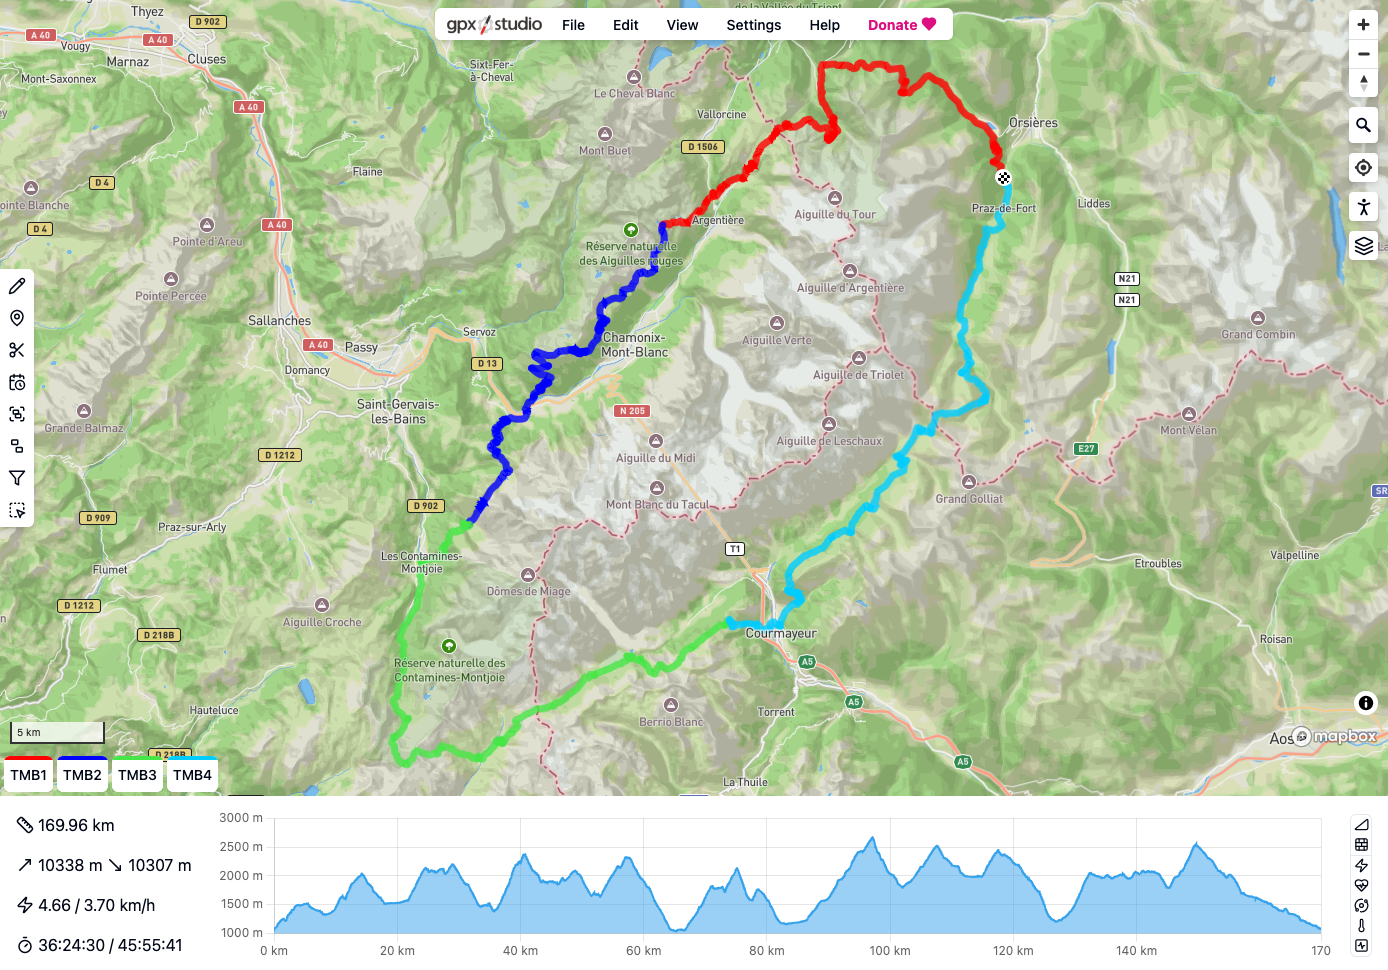 de la Vallée du Trient
Thyez
D 902
gpx studio File Edit View Settings Help Donate
A 40
A 40
Vougy
Marnaz
Cluses
Sixt-Fer-
à-Cheval
Mont-Saxonnex
Le Cheval Blanc
A 40
Vallorcine
Orsières
Mont Buet
D 1506
Flaine
D 4
Pointe Blanche
Aiguille du Tour
Liddes
Praz-de-Fort
A 40
D 4
Argentière
Pointe d'Areu
Réserve naturelle
des Aiguilles rouges
Aiguille d'Argentière
N21
N21
Pointe Percée
Sallanches
Servoz
Chamonix-
Mont-Blanc
Aiguille Verte
Grand Combin
A 40
Passy
D 13
Domancy
Aiguille de Triolet
Saint-Gervais-
les-Bains
N 205
Grande Balmaz
Aiguille de Leschaux
Mont Vélan
D 1212
Aiguille du Midi
E27
Grand Golliat
Mont Blanc du Tacul
SR
D 902
D 909
Praz-sur-Arly
Les Contamines-
Montjoie
T1
Valpelline
Etroubles
Flumet
Dômes de Miage
D 1212
Aiguille Croche
D 218B
Courmayeur
Roisan
Réserve naturelle des
Contamines-Montjoie
A5
Hauteluce
Berrio Blanc
Torrent
A5
5 km
mapbox
D 218B
A5
La Thuile
TMB1 TMB2 TMB3 TMB4
169.96 km
10338 m 10307 m
4.66 / 3.70 km/h
36:24:30 / 45:55:41
3000 m
2500 m
2000 m
1500 m
1000 m
0 km 20 km 40 km 60 km 80 km 100 km 120 km 140 km 170